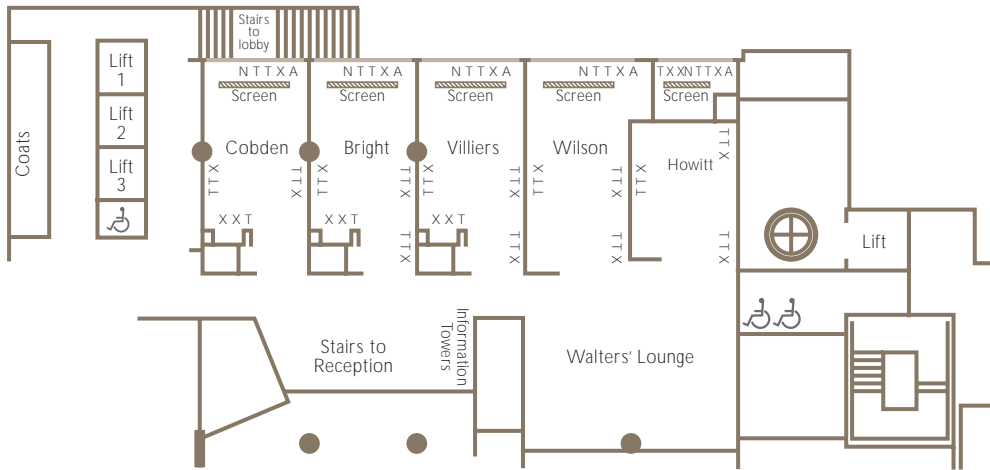 Stairs
to
lobby
Coats
Lift
1
Lift
2
Lift
3
N T T X A
N T T X A
N T T X A
N T T X A
T X X N T T X A
Screen
Screen
Screen
Screen
Screen
Cobden
Bright
Villiers
Wilson
Howitt
T T X
X T T
T T X
X T T
T T X
X T T
T T X
X T T
T T X
X T T
X X T
X X T
X X T
T T X
T T X
T T X
T T X
Lift
Stairs to
Reception
Information
Towers
Walters' Lounge